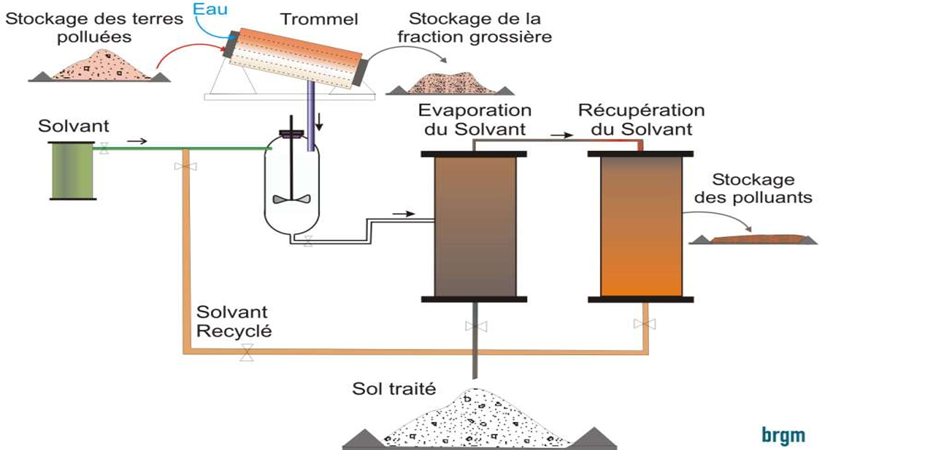 Eau
Stockage des terres
polluées
Trommel
Stockage de la
fraction grossière
Solvant
Evaporation
du Solvant
Récupération
du Solvant
Stockage
des polluants
Solvant
Recyclé
Sol traité
brgm